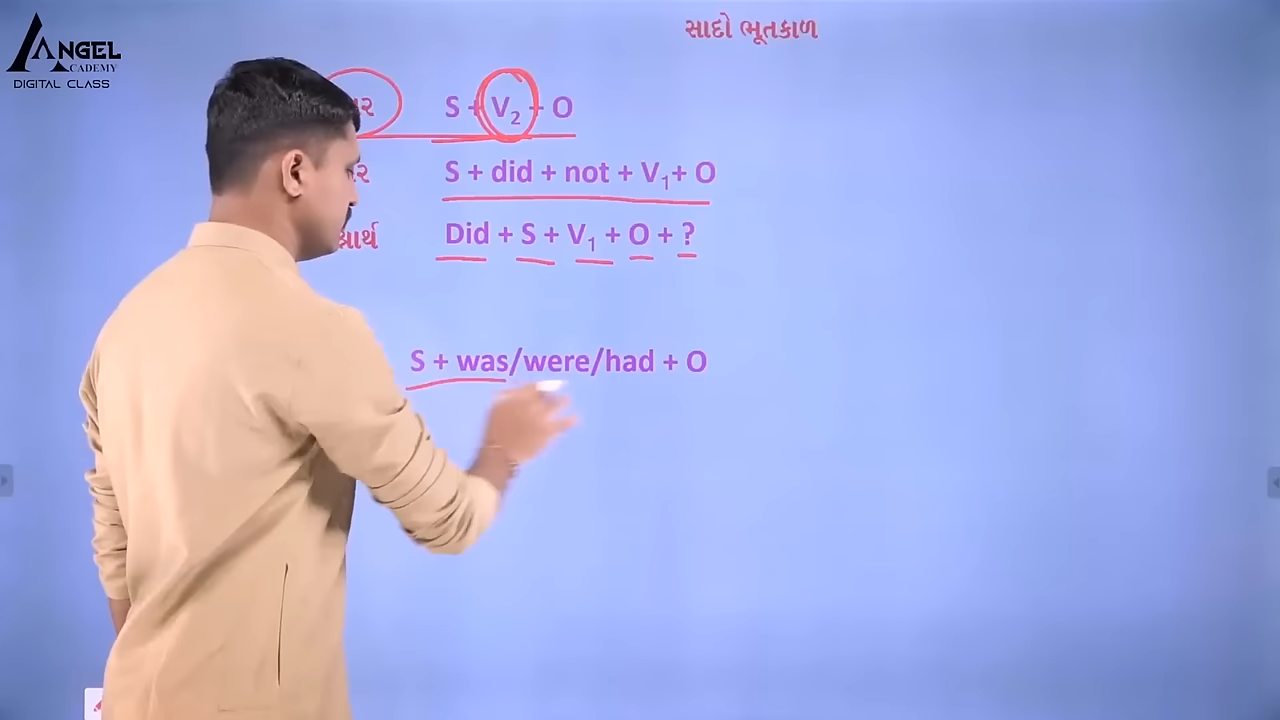 ANGEL
ACADEMY
DIGITAL CLASS
સાદો ભૂતકાળ
S + V₂ + O
S + did + not + V₁+ O
Did + S + V₁ + O + ?
S + was/were/had + O